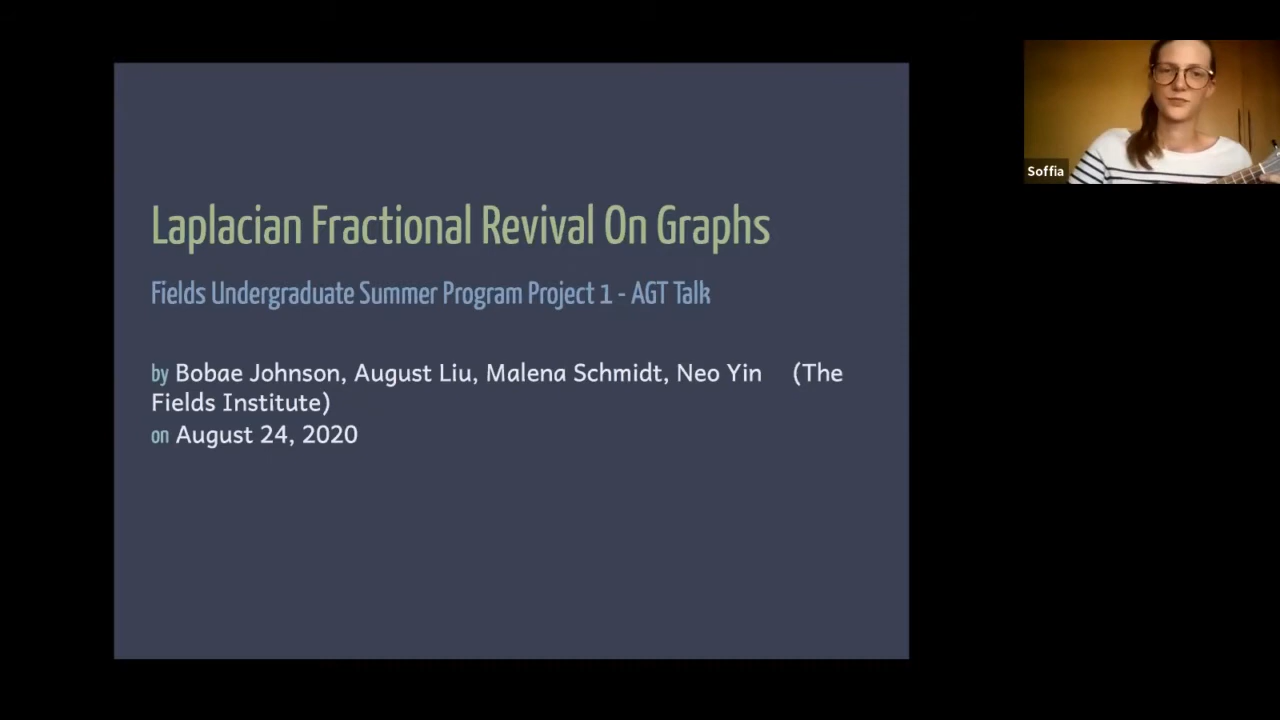 Laplacian Fractional Revival On Graphs
Fields Undergraduate Summer Program Project 1 - AGT Talk
by Bobae Johnson, August Liu, Malena Schmidt, Neo Yin (The
Fields Institute)
on August 24, 2020
Soffia